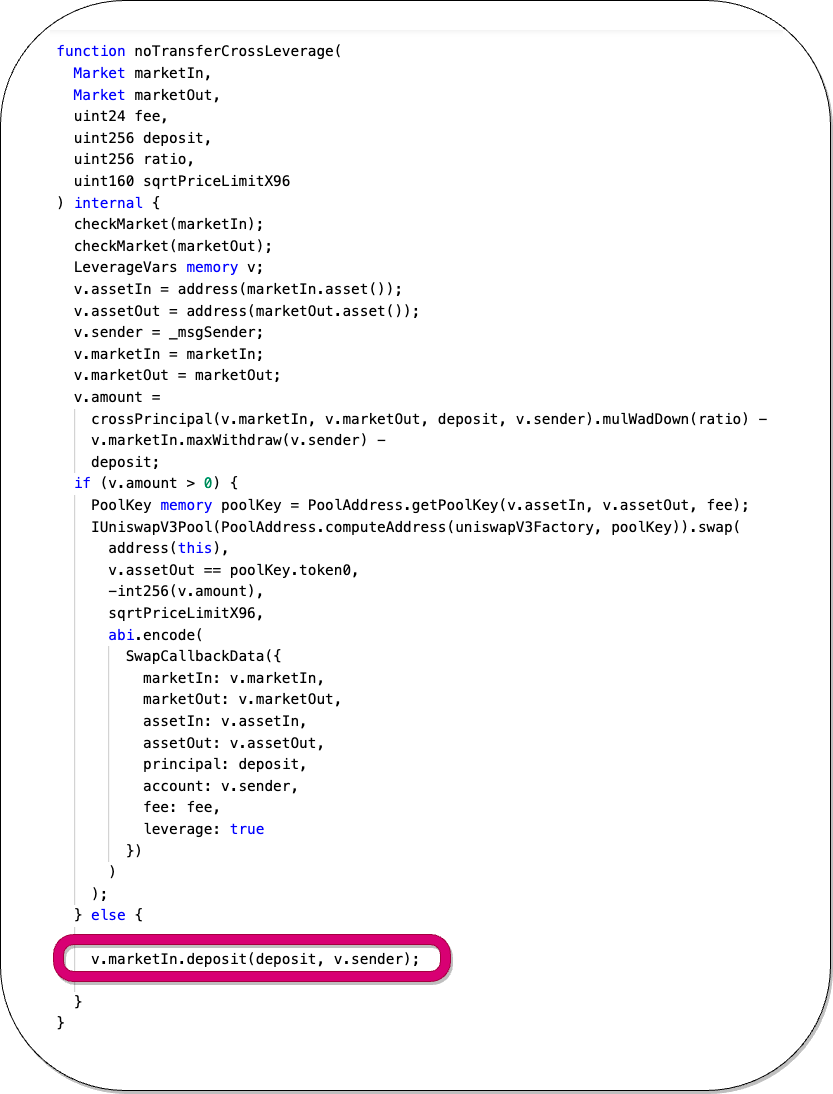 function noTransferCrossLeverage(
  Market marketIn,
  Market marketOut,
  uint24 fee,
  uint256 deposit,
  uint256 ratio,
  uint160 sqrtPriceLimitX96
) internal {
  checkMarket(marketIn);
  checkMarket(marketOut);
  LeverageVars memory v;
  v.assetIn = address(marketIn.asset());
  v.assetOut = address(marketOut.asset());
  v.sender = _msgSender;
  v.marketIn = marketIn;
  v.marketOut = marketOut;
  v.amount =
    crossPrincipal(v.marketIn, v.marketOut, deposit, v.sender).mulWadDown(ratio) -
    v.marketIn.maxWithdraw(v.sender) -
    deposit;
  if (v.amount > 0) {
    PoolKey memory poolKey = PoolAddress.getPoolKey(v.assetIn, v.assetOut, fee);
    IUniswapV3Pool(PoolAddress.computeAddress(uniswapV3Factory, poolKey)).swap(
      address(this),
      v.assetOut == poolKey.token0,
      -int256(v.amount),
      sqrtPriceLimitX96,
      abi.encode(
        SwapCallbackData({
          marketIn: v.marketIn,
          marketOut: v.marketOut,
          assetIn: v.assetIn,
          assetOut: v.assetOut,
          principal: deposit,
          account: v.sender,
          fee: fee,
          leverage: true
        })
      )
    );
  } else {
    v.marketIn.deposit(deposit, v.sender);
  }
}